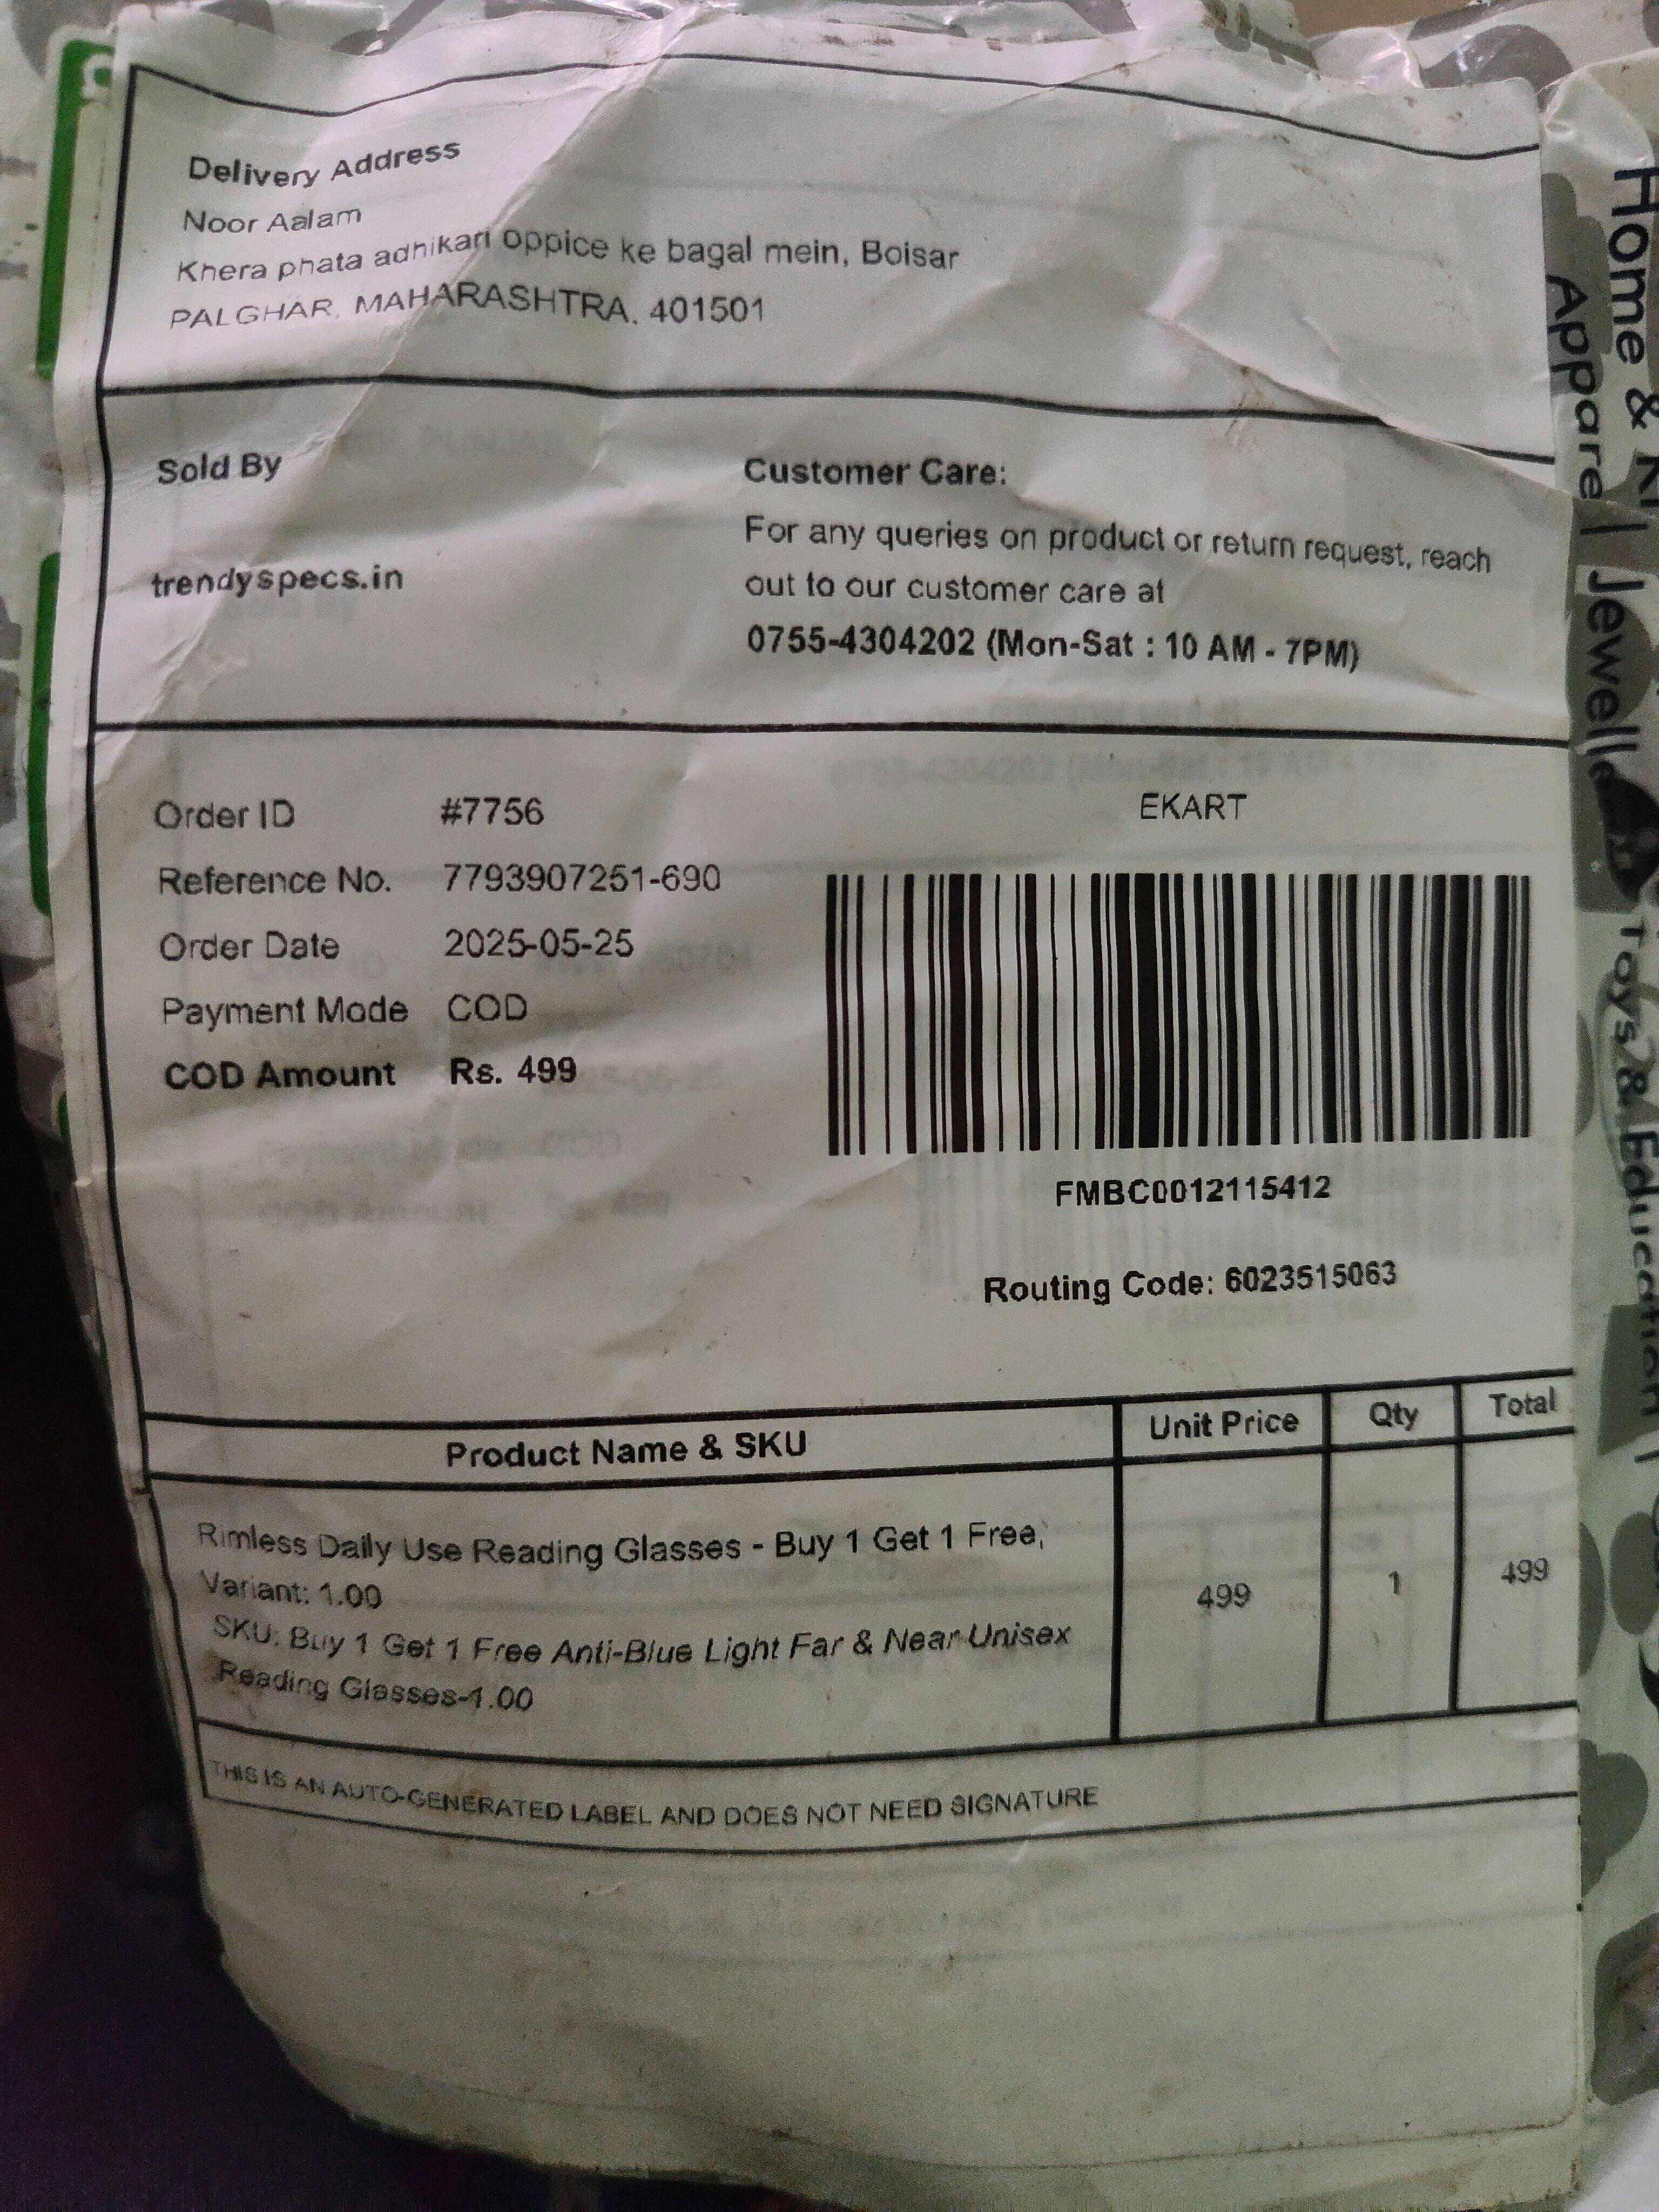 Delivery Address
Noor Aalam
Khera phata adhikari oppice ke bagal mein, Boisar
PALGHAR, MAHARASHTRA, 401501
Sold By
trendyspecs.in
Customer Care:
For any queries on product or return request, reach
out to our customer care at
0755-4304202 (Mon-Sat : 10 AM - 7PM)
Order ID #7756
Reference No. 7793907251-690
Order Date 2025-05-25
Payment Mode COD
COD Amount Rs. 499
EKART
FMBC0012115412
Routing Code: 6023515063
Product Name & SKU Unit Price Qty Total
Rimless Daily Use Reading Glasses - Buy 1 Get 1 Free,
Variant: 1.00
SKU: Buy 1 Get 1 Free Anti-Blue Light Far & Near Unisex
Reading Glasses-1.00
499 1 499
THIS IS AN AUTO-GENERATED LABEL AND DOES NOT NEED SIGNATURE
Home &
Apparel | Jewelle
Toys & Education |